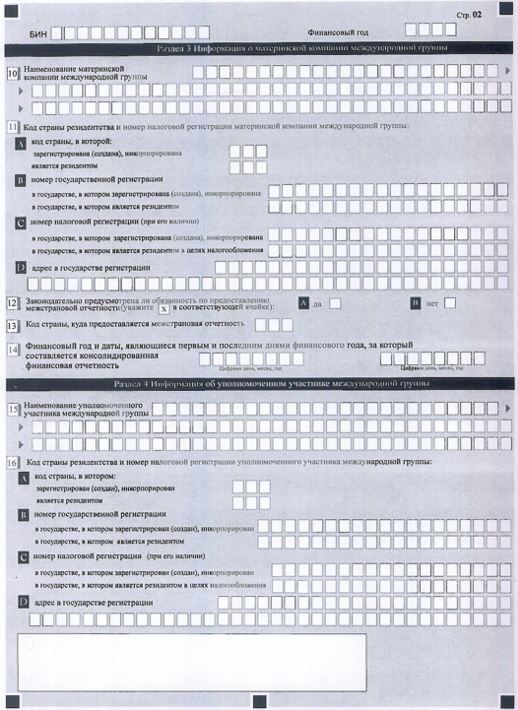 Стр. 02
БИН Финансовый год
Раздел 3 Информация о материнской компании международной группы
10 Наименование материнской
компании международной группы
11 Код страны резидентства и номер налоговой регистрации материнской компании международной группы:
A код страны, в которой:
зарегистрирована (создана), инкорпорирована
является резидентом
B номер государственной регистрации
в государстве, в котором зарегистрирована (создана), инкорпорирована
в государстве, в котором является резидентом
C номер налоговой регистрации (при его наличии)
в государстве, в котором зарегистрирована (создана), инкорпорирована
в государстве, в котором является резидентом в целях налогообложения
D адрес в государстве регистрации
12 Законодательно предусмотрена ли обязанность по предоставлению
межстрановой отчетности(укажите X в соответствующей ячейке): A да B нет
13 Код страны, куда предоставляется межстрановая отчетность
14 Финансовый год и даты, являющиеся первым и последним днями финансового года, за который
составляется консолидированная
финансовая отчетность
Цифрами день, месяц, год Цифрами день, месяц, год
Раздел 4 Информация об уполномоченном участнике международной группы
15 Наименование уполномоченного
участника международной группы
16 Код страны резидентства и номер налоговой регистрации уполномоченного участника международной группы:
A код страны, в котором:
зарегистрирован (создан), инкорпорирован
является резидентом
B номер государственной регистрации
в государстве, в котором зарегистрирован (создан), инкорпорирован
в государстве, в котором является резидентом
C номер налоговой регистрации (при его наличии)
в государстве, в котором зарегистрирован (создан), инкорпорирован
в государстве, в котором является резидентом в целях налогообложения
D адрес в государстве регистрации